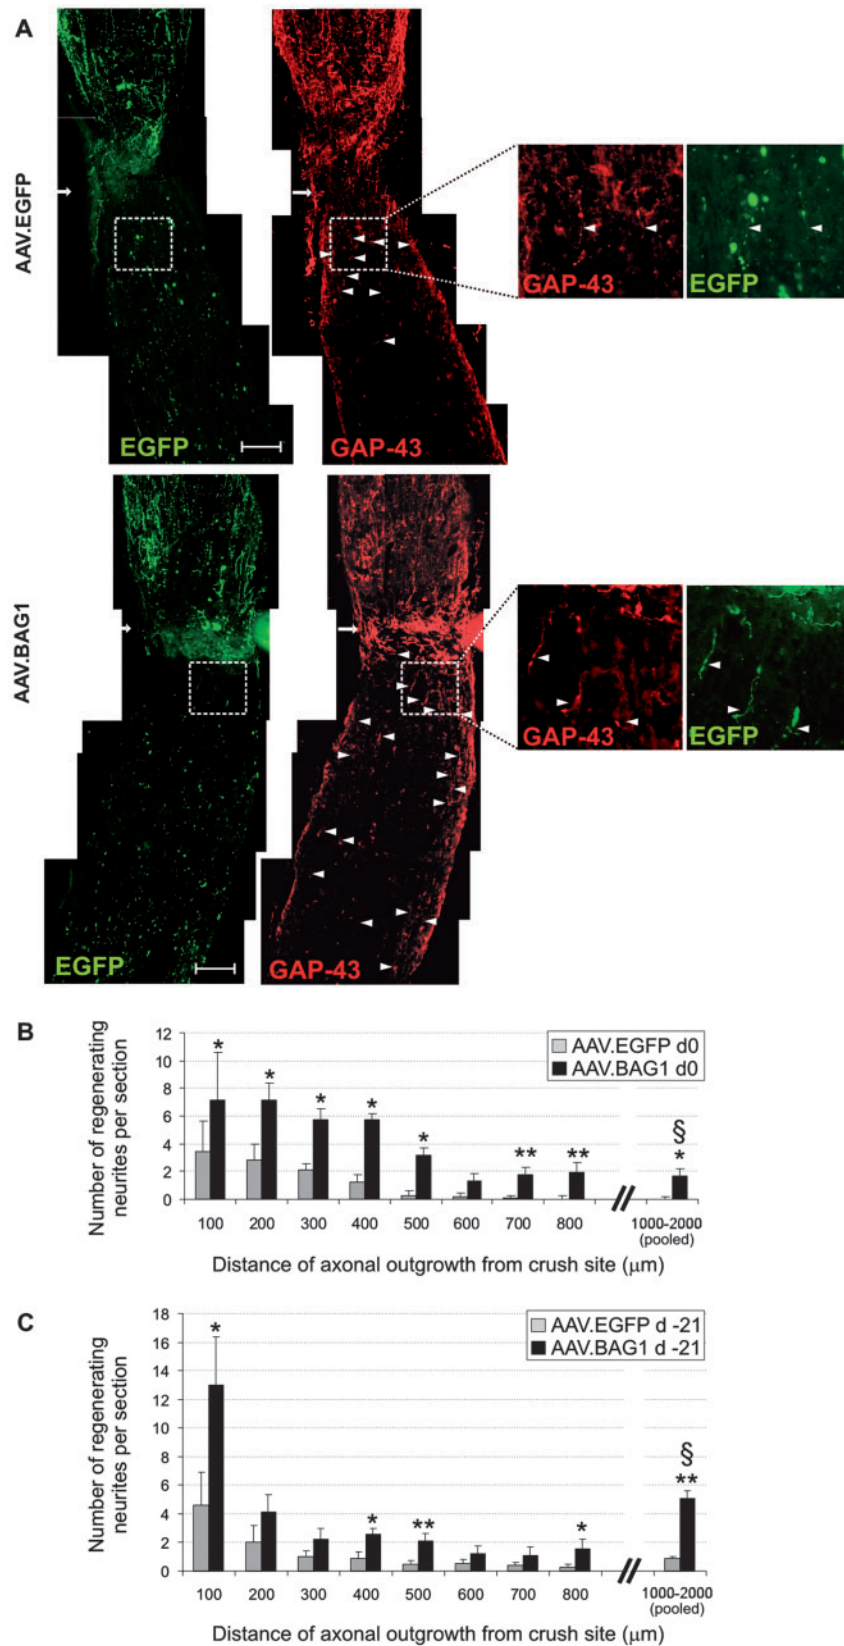 A
AAV.EGFP
EGFP
GAP-43
GAP-43
EGFP
AAV.BAG1
EGFP
GAP-43
GAP-43
EGFP
B
Number of regenerating
neurites per section
12
10
8
6
4
2
0
AAV.EGFP d0
AAV.BAG1 d0
* * * * * ** ** § *
100 200 300 400 500 600 700 800 1000-2000
(pooled)
Distance of axonal outgrowth from crush site (μm)
C
Number of regenerating
neurites per section
18
16
14
12
10
8
6
4
2
0
AAV.EGFP d -21
AAV.BAG1 d -21
* * ** * § **
100 200 300 400 500 600 700 800 1000-2000
(pooled)
Distance of axonal outgrowth from crush site (μm)